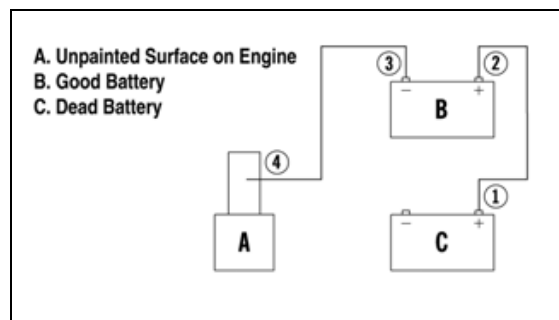 A. Unpainted Surface on Engine
B. Good Battery
C. Dead Battery
3
2
− B +
4
1
A
− C +